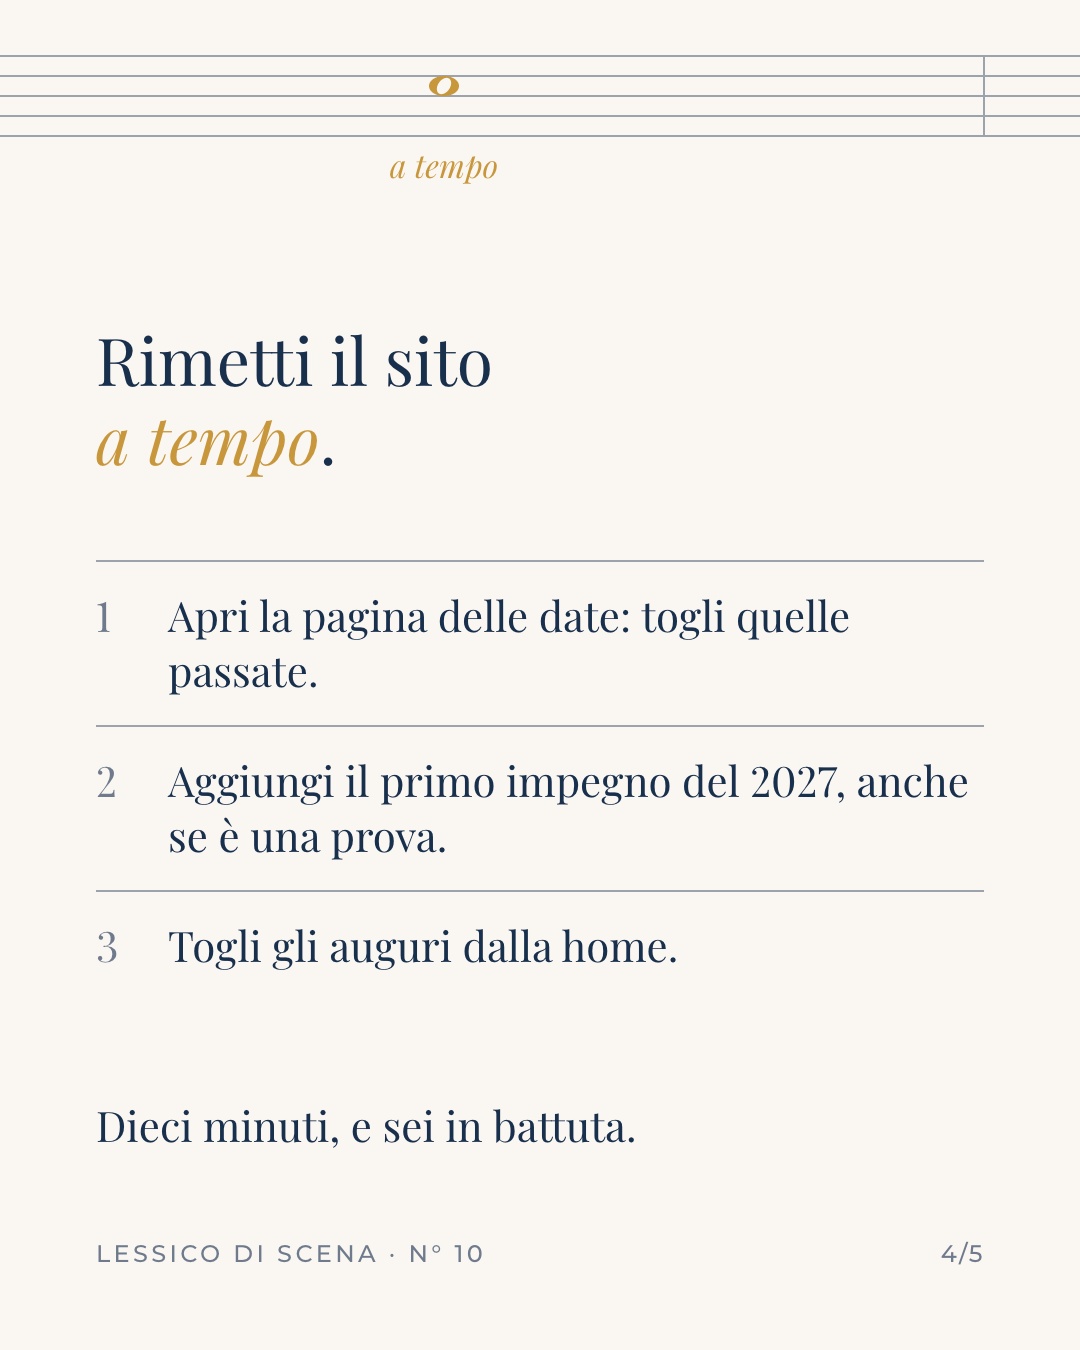 a tempo
Rimetti il sito
a tempo.
1 Apri la pagina delle date: togli quelle
passate.
2 Aggiungi il primo impegno del 2027, anche
se è una prova.
3 Togli gli auguri dalla home.
Dieci minuti, e sei in battuta.
LESSICO DI SCENA · N° 10 4/5